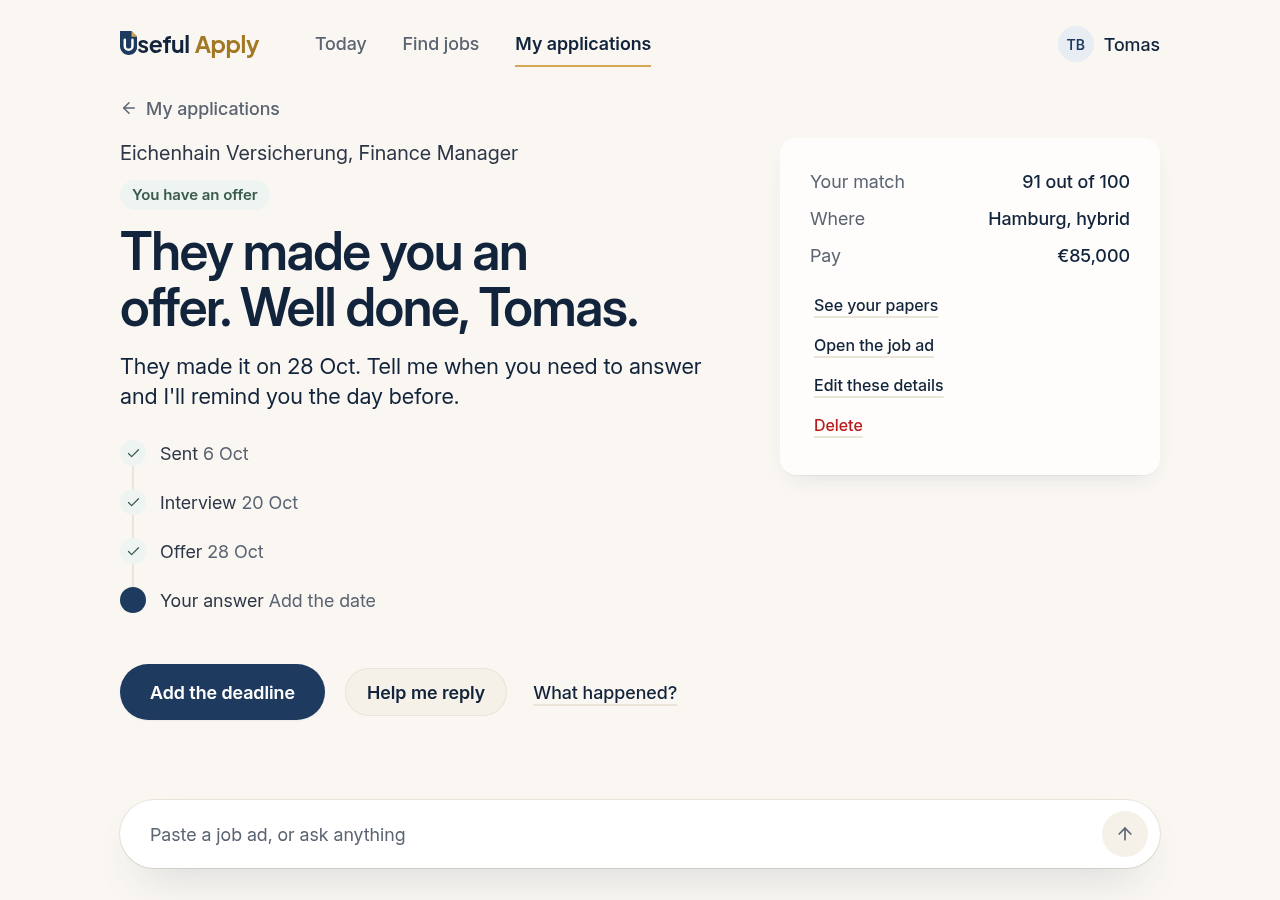 Useful Apply
Today
Find jobs
My applications
TB
Tomas
My applications
Eichenhain Versicherung, Finance Manager
You have an offer
They made you an
offer. Well done, Tomas.
They made it on 28 Oct. Tell me when you need to answer
and I'll remind you the day before.
Sent 6 Oct
Interview 20 Oct
Offer 28 Oct
Your answer Add the date
Add the deadline
Help me reply
What happened?
Your match 91 out of 100
Where Hamburg, hybrid
Pay €85,000
See your papers
Open the job ad
Edit these details
Delete
Paste a job ad, or ask anything